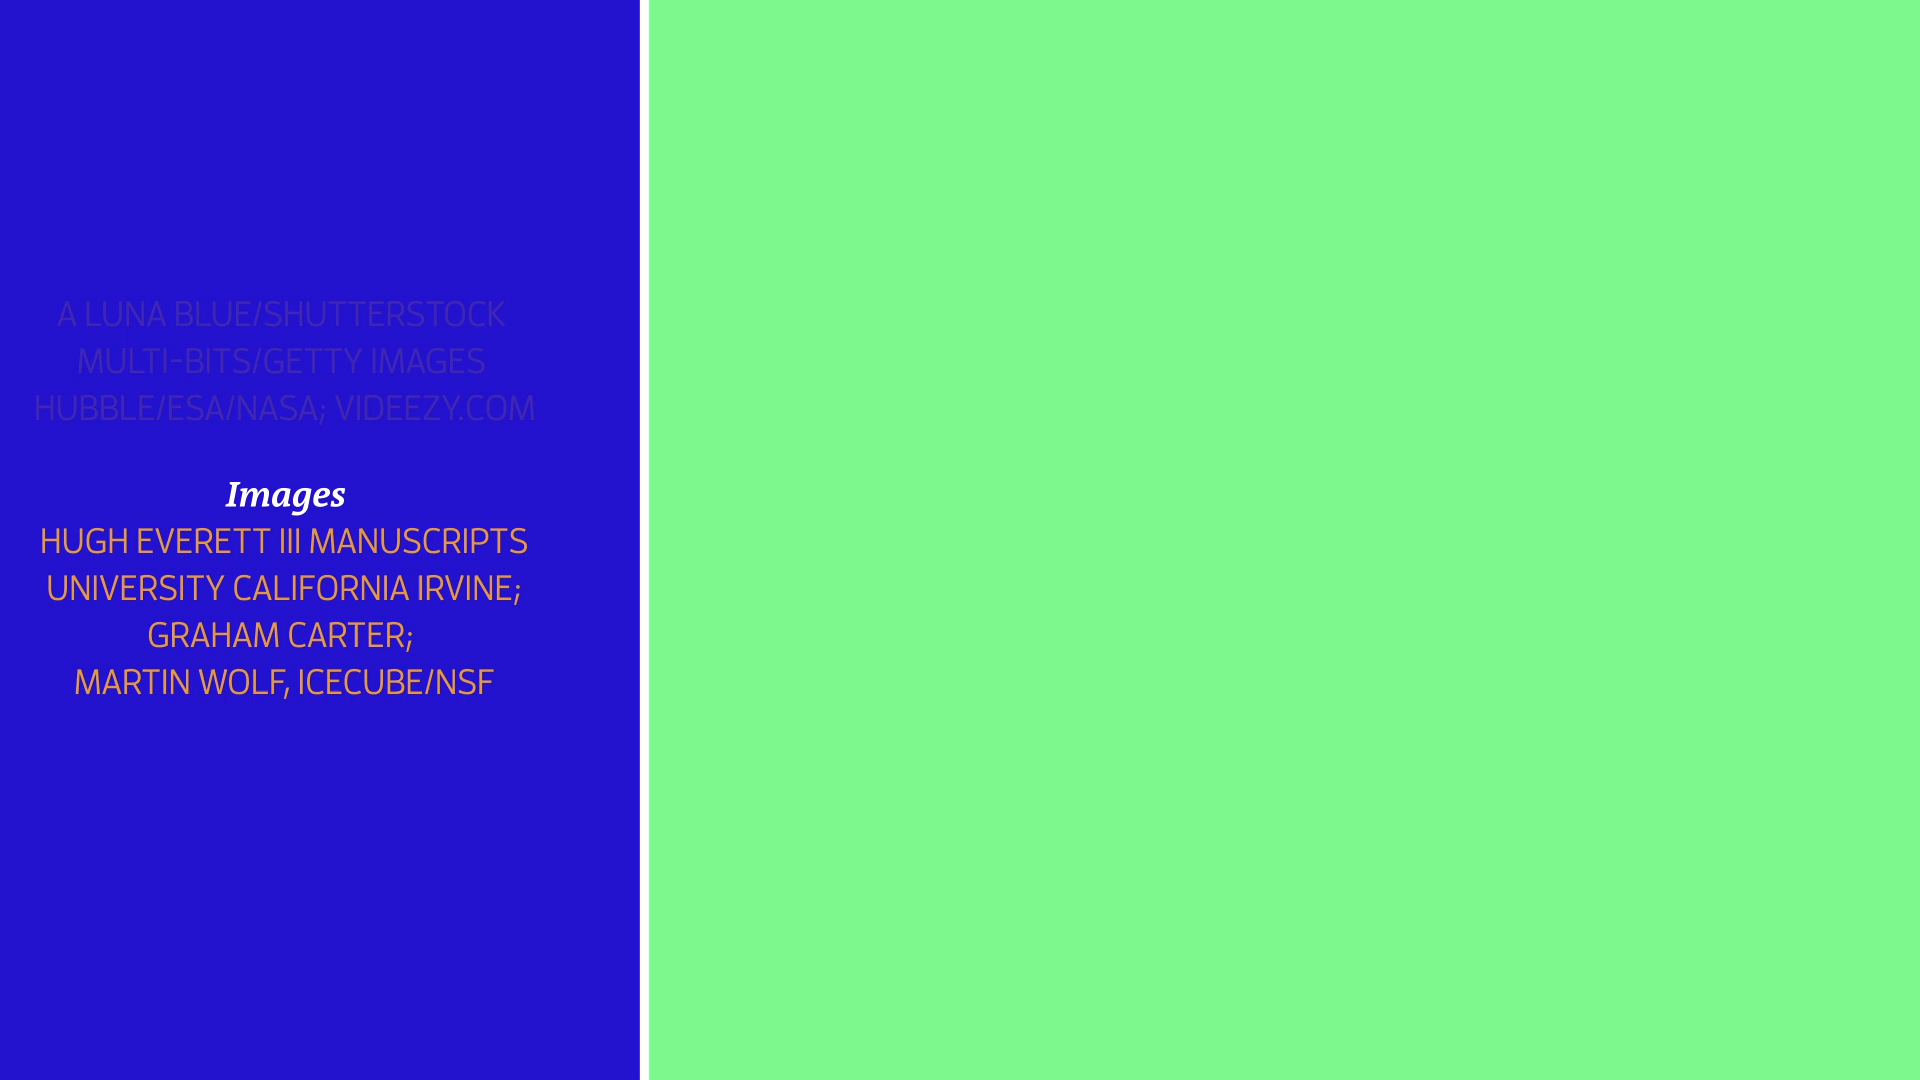 A LUNA BLUE/SHUTTERSTOCK
MULTI-BITS/GETTY IMAGES
HUBBLE/ESA/NASA; VIDEEZY.COM
Images
HUGH EVERETT III MANUSCRIPTS
UNIVERSITY CALIFORNIA IRVINE;
GRAHAM CARTER;
MARTIN WOLF, ICECUBE/NSF